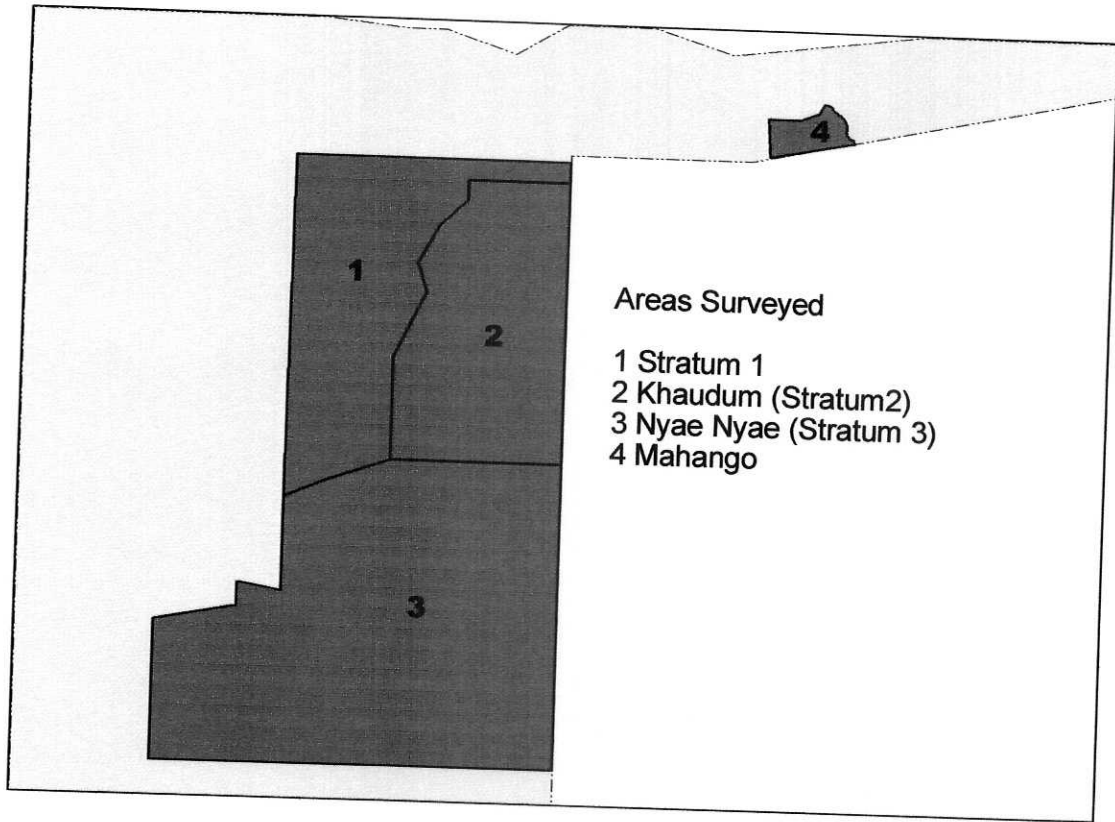 4
1
2
3
Areas Surveyed
1 Stratum 1
2 Khaudum (Stratum2)
3 Nyae Nyae (Stratum 3)
4 Mahango